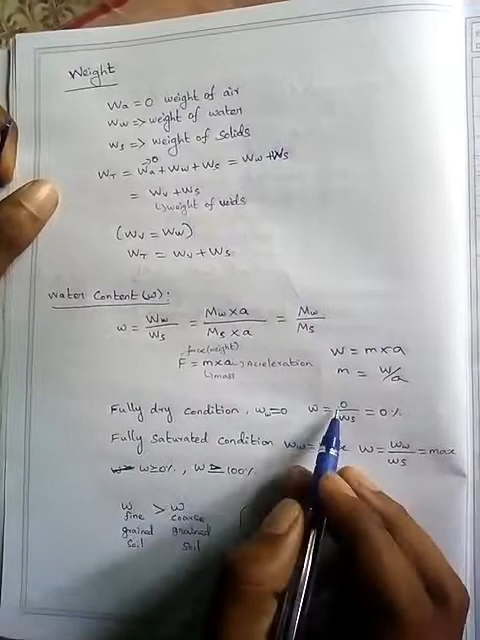 Weight
Wa = 0 weight of air
Ww => weight of water
Ws => weight of solids
WT = Wa→0 + Ww + Ws = Ww + Ws
= Wv + Ws
↳ weight of voids
(Wv = Ww)
WT = Wv + Ws
Water Content (w):
w = Ww/Ws = Mw x a/Ms x a = Mw/Ms
force (weight)
F = m x a → Acceleration
↳ mass
W = m x a
m = W/a
Fully dry condition, Ww = 0 w = 0/Ws = 0%
Fully saturated condition Ww = W = Ww/Ws = max
w ≥ 0%, w ≥ 100%
w > w
fine coarse
grained grained
soil soil